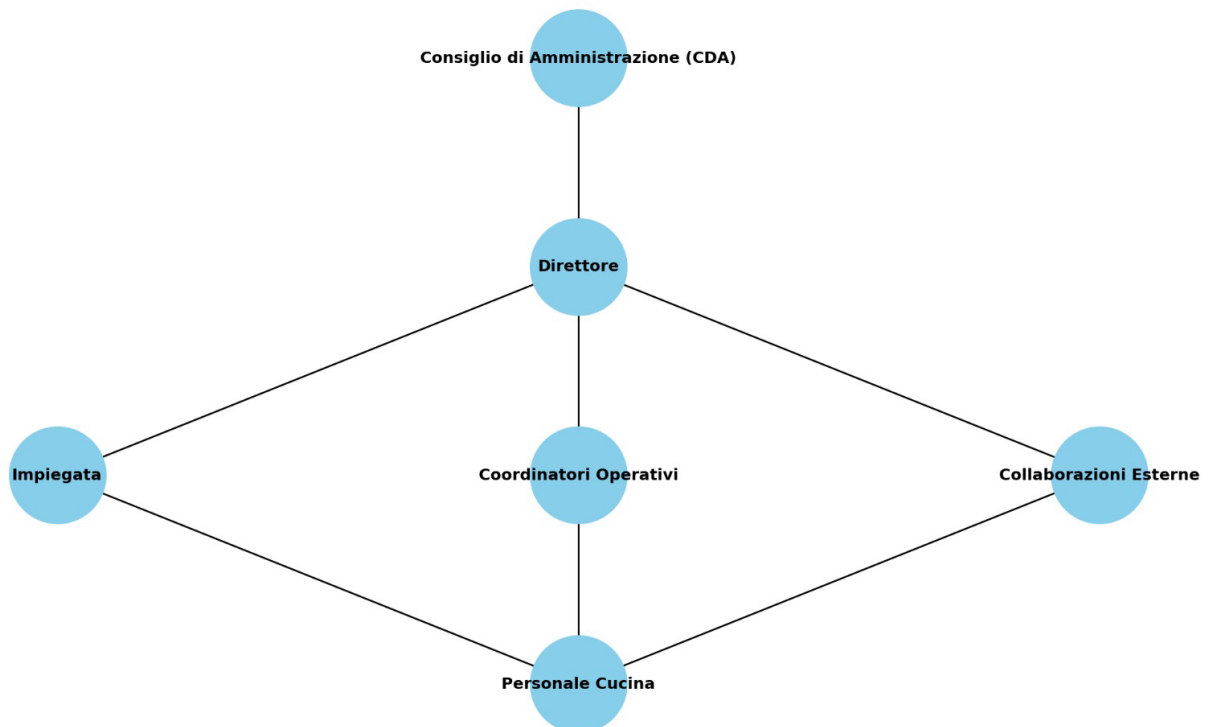 Consiglio di Amministrazione (CDA)
Direttore
Impiegata
Coordinatori Operativi
Collaborazioni Esterne
Personale Cucina